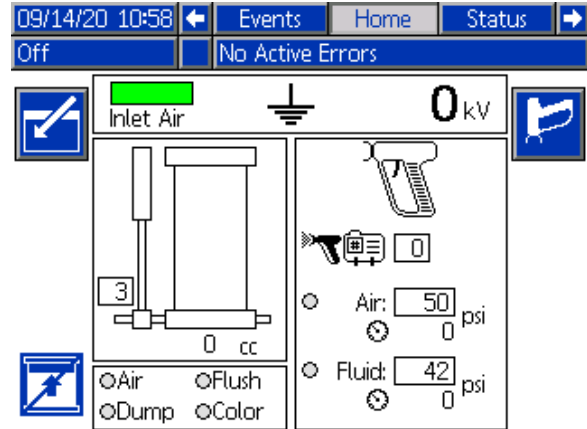 09/14/20 10:58 Events Home Status
Off No Active Errors
Inlet Air 0 kV
#
0
3
Air: 50 psi
0
0 cc
Fluid: 42 psi
0
Air Flush
Dump Color